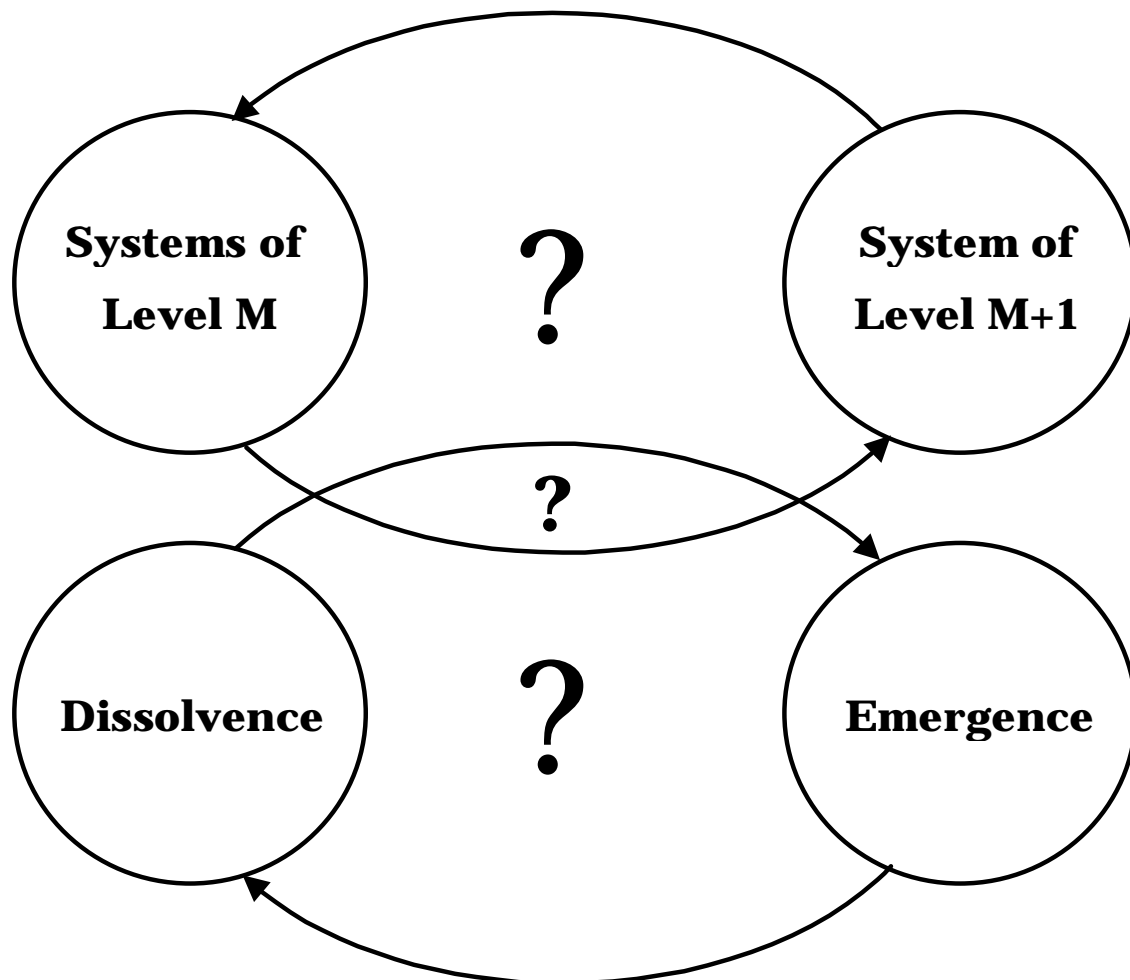 Systems of
Level M
?
System of
Level M+1
?
Dissolvence
?
Emergence